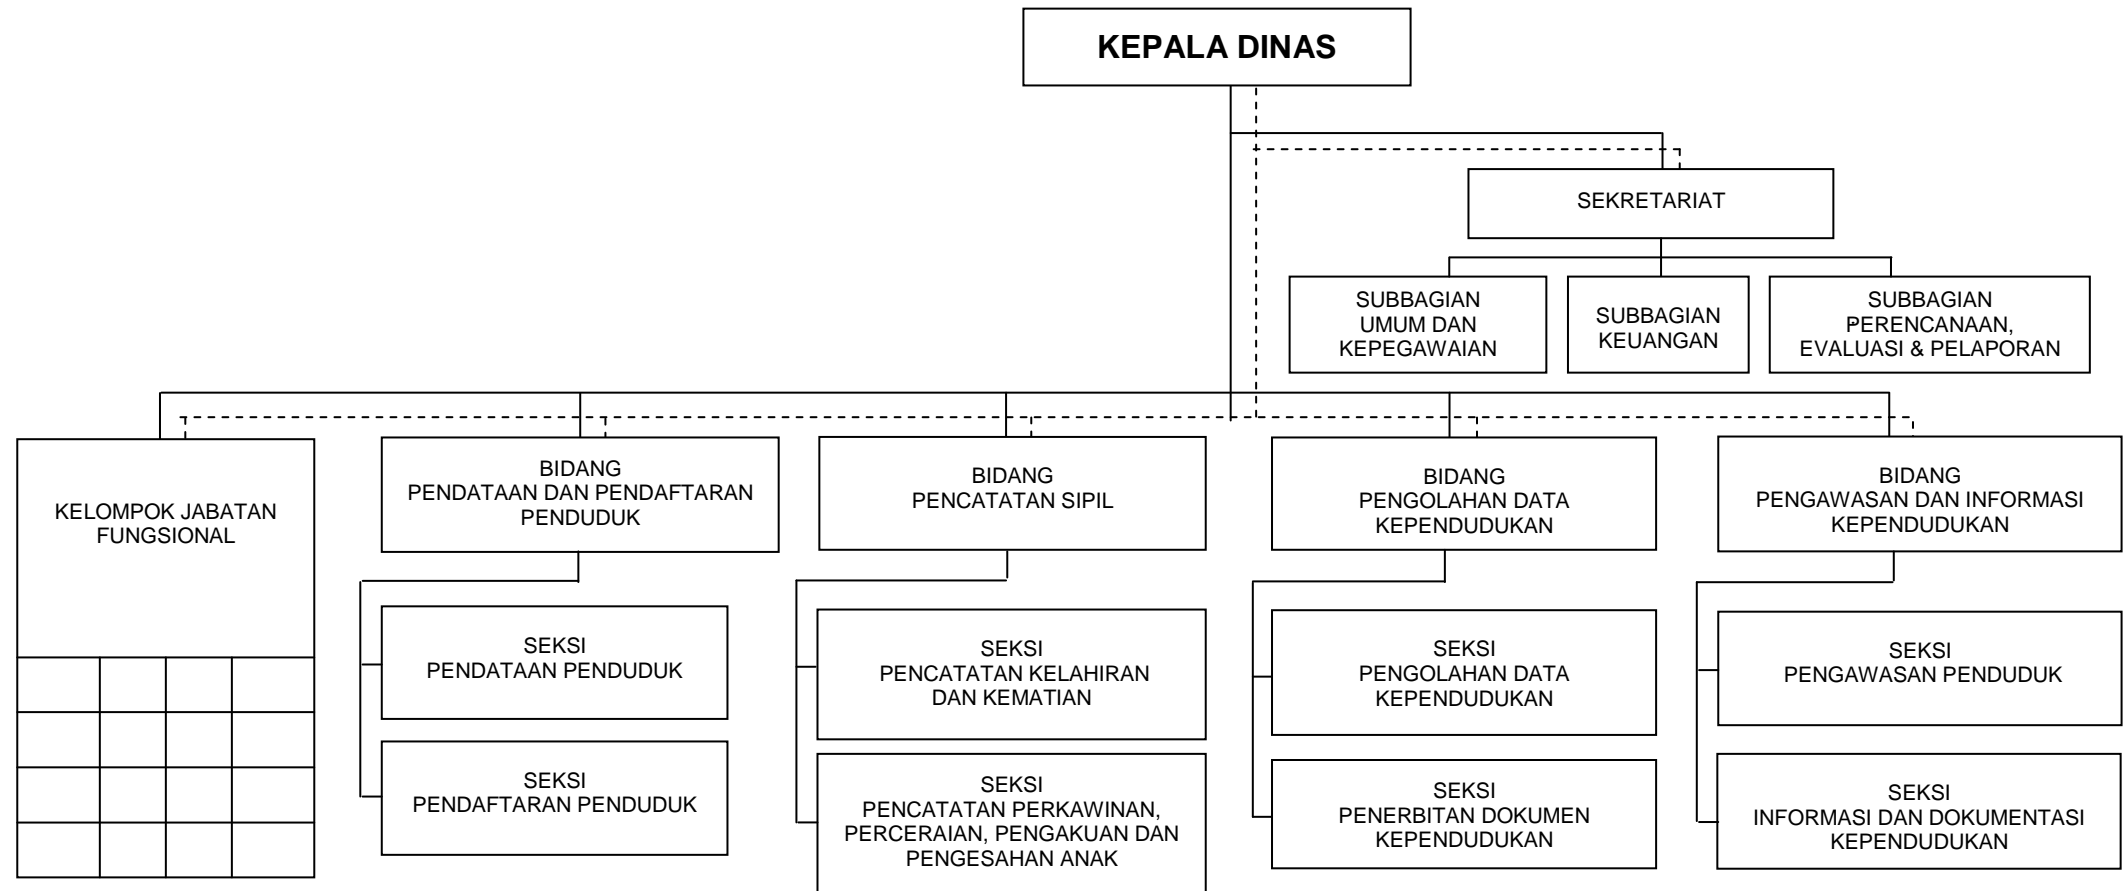 KEPALA DINAS
SEKRETARIAT
SUBBAGIAN
UMUM DAN
KEPEGAWAIAN
SUBBAGIAN
KEUANGAN
SUBBAGIAN
PERENCANAAN,
EVALUASI & PELAPORAN
KELOMPOK JABATAN
FUNGSIONAL
BIDANG
PENDATAAN DAN PENDAFTARAN
PENDUDUK
BIDANG
PENCATATAN SIPIL
BIDANG
PENGOLAHAN DATA
KEPENDUDUKAN
BIDANG
PENGAWASAN DAN INFORMASI
KEPENDUDUKAN
SEKSI
PENDATAAN PENDUDUK
SEKSI
PENCATATAN KELAHIRAN
DAN KEMATIAN
SEKSI
PENGOLAHAN DATA
KEPENDUDUKAN
SEKSI
PENGAWASAN PENDUDUK
SEKSI
PENDAFTARAN PENDUDUK
SEKSI
PENCATATAN PERKAWINAN,
PERCERAIAN, PENGAKUAN DAN
PENGESAHAN ANAK
SEKSI
PENERBITAN DOKUMEN
KEPENDUDUKAN
SEKSI
INFORMASI DAN DOKUMENTASI
KEPENDUDUKAN